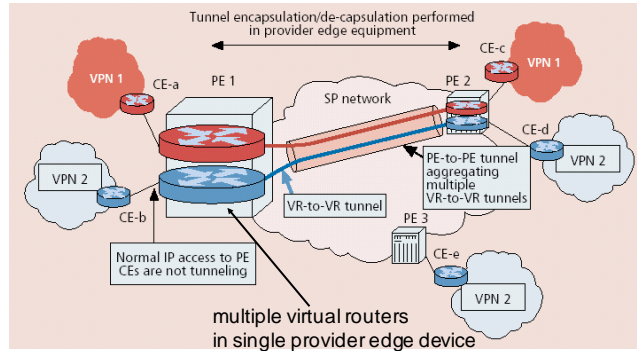 Tunnel encapsulation/de-capsulation performed
in provider edge equipment
VPN 1
CE-a
PE 1
SP network
PE 2
CE-c
VPN 1
CE-d
VPN 2
VPN 2
CE-b
VR-to-VR tunnel
PE-to-PE tunnel
aggregating
multiple
VR-to-VR tunnels
Normal IP access to PE
CEs are not tunneling
PE 3
CE-e
VPN 2
multiple virtual routers
in single provider edge device